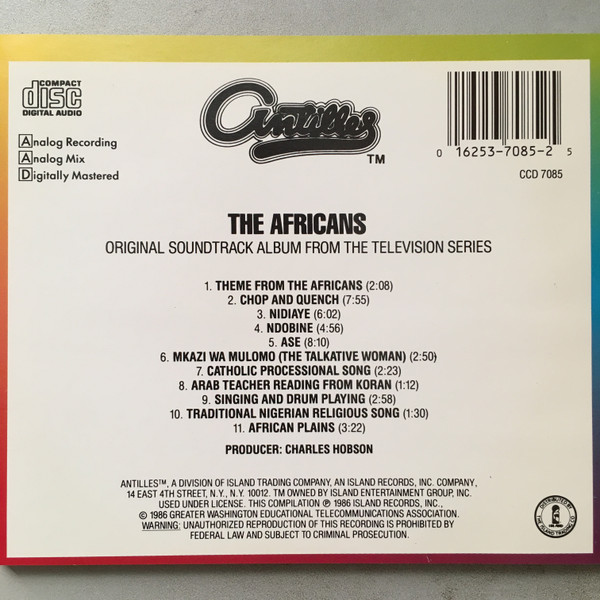 COMPACT
disc
DIGITAL AUDIO
Antilles
TM
0 16253-7085-2 5
CCD 7085
Analog Recording
Analog Mix
Digitally Mastered
THE AFRICANS
ORIGINAL SOUNDTRACK ALBUM FROM THE TELEVISION SERIES
1. THEME FROM THE AFRICANS (2:08)
2. CHOP AND QUENCH (7:55)
3. NIDIAYE (6:02)
4. NDOBINE (4:56)
5. ASE (8:10)
6. MKAZI WA MULOMO (THE TALKATIVE WOMAN) (2:50)
7. CATHOLIC PROCESSIONAL SONG (2:23)
8. ARAB TEACHER READING FROM KORAN (1:12)
9. SINGING AND DRUM PLAYING (2:58)
10. TRADITIONAL NIGERIAN RELIGIOUS SONG (1:30)
11. AFRICAN PLAINS (3:22)
PRODUCER: CHARLES HOBSON
ANTILLES™, A DIVISION OF ISLAND TRADING COMPANY, AN ISLAND RECORDS, INC. COMPANY,
14 EAST 4TH STREET, N.Y., N.Y. 10012. TM OWNED BY ISLAND ENTERTAINMENT GROUP, INC.
USED UNDER LICENSE. THIS COMPILATION ℗ 1986 ISLAND RECORDS, INC.,
© 1986 GREATER WASHINGTON EDUCATIONAL TELECOMMUNICATIONS ASSOCIATION.
WARNING: UNAUTHORIZED REPRODUCTION OF THIS RECORDING IS PROHIBITED BY
FEDERAL LAW AND SUBJECT TO CRIMINAL PROSECUTION.
DISTRIBUTED BY
THE ISLAND TRADING CO.